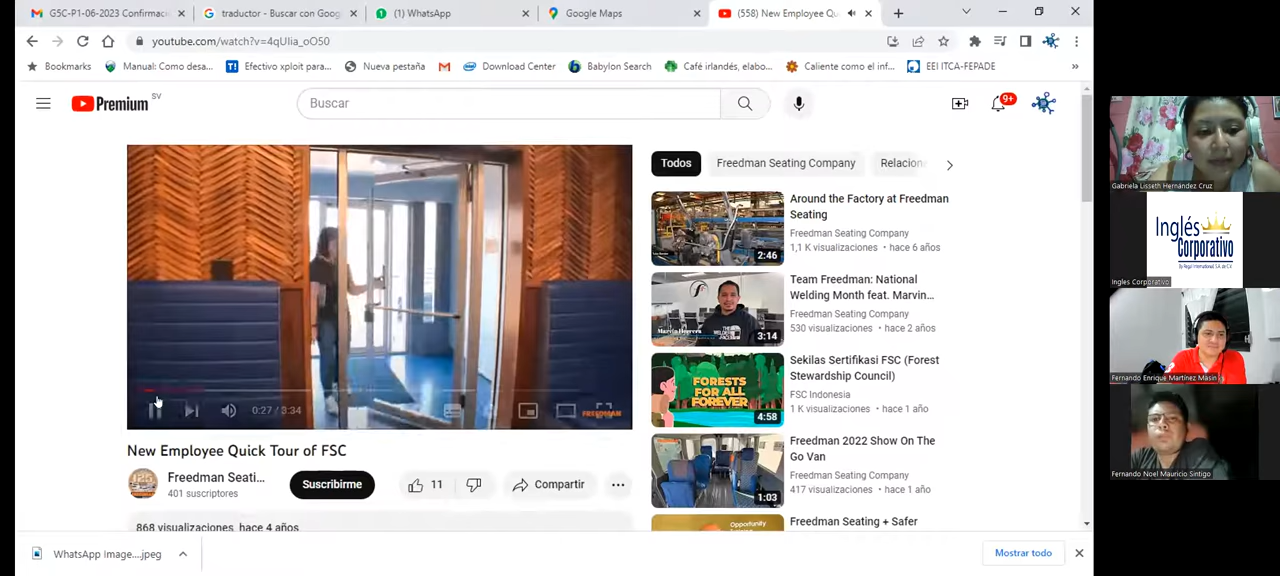 G5C-P1-06-2023 Confirmaci
traductor - Buscar con Goog
(1) WhatsApp
Google Maps
(558) New Employee Qu
youtube.com/watch?v=4qUlia_oO50
Bookmarks
Manual: Como desa...
Efectivo xploit para...
Nueva pestaña
Download Center
Babylon Search
Café irlandés, elabo...
Caliente como el inf...
EEI ITCA-FEPADE
Premium SV
Buscar
9+
Todos
Freedman Seating Company
Relacion
0:27 / 3:34
FREEDMAN
New Employee Quick Tour of FSC
Freedman Seati...
401 suscriptores
Suscribirme
11
Compartir
868 visualizaciones hace 4 años
Around the Factory at Freedman
Seating
Freedman Seating Company
1,1 K visualizaciones • hace 6 años
2:46
Team Freedman: National
Welding Month feat. Marvin...
Freedman Seating Company
530 visualizaciones • hace 2 años
3:14
Sekilas Sertifikasi FSC (Forest
Stewardship Council)
FSC Indonesia
1 K visualizaciones • hace 1 año
FORESTS
FOR ALL
FOREVER
4:58
Freedman 2022 Show On The
Go Van
Freedman Seating Company
417 visualizaciones • hace 1 año
1:03
Freedman Seating + Safer
Opportunity
WhatsApp Image....jpeg
Mostrar todo
Gabriela Lisseth Hernández Cruz
Inglés
Corporativo
By Regal International, S.A. de C.V.
Ingles Corporativo
Fernando Enrique Martínez Masin
Fernando Noel Mauricio Sintigo